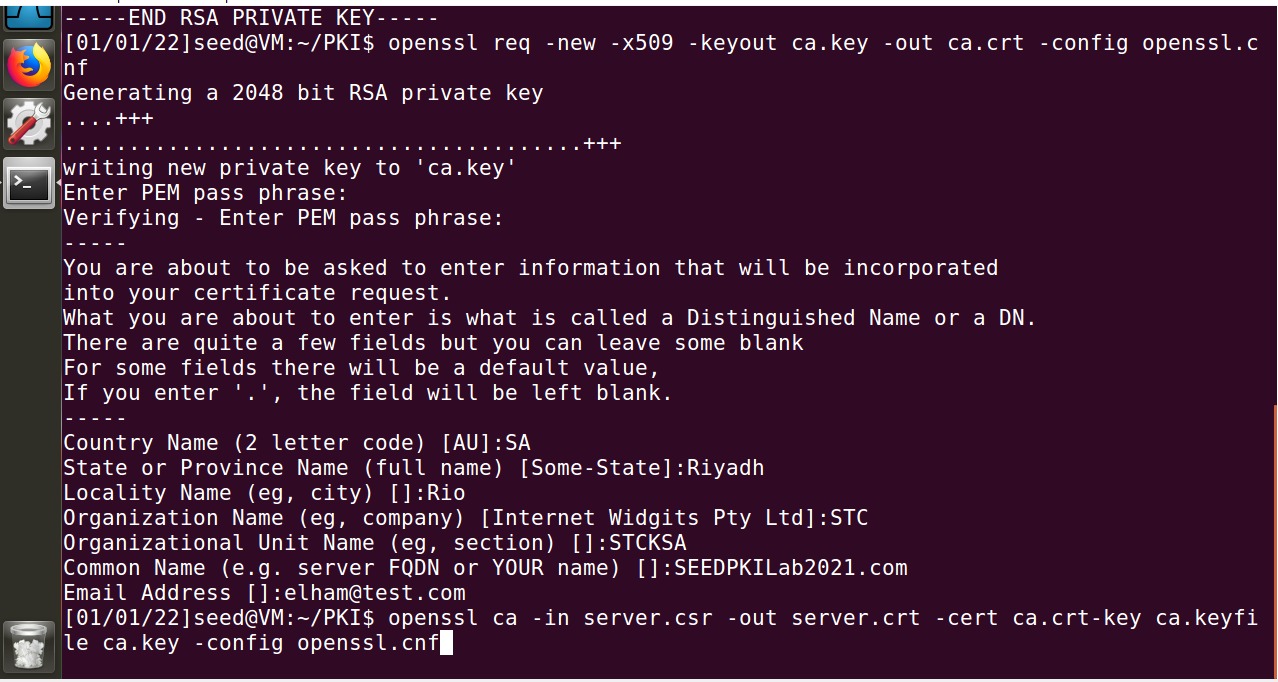 -----END RSA PRIVATE KEY-----
[01/01/22]seed@VM:~/PKI$ openssl req -new -x509 -keyout ca.key -out ca.crt -config openssl.c
nf
Generating a 2048 bit RSA private key
....+++
........................................+++
writing new private key to 'ca.key'
Enter PEM pass phrase:
Verifying - Enter PEM pass phrase:
-----
You are about to be asked to enter information that will be incorporated
into your certificate request.
What you are about to enter is what is called a Distinguished Name or a DN.
There are quite a few fields but you can leave some blank
For some fields there will be a default value,
If you enter '.', the field will be left blank.
-----
Country Name (2 letter code) [AU]:SA
State or Province Name (full name) [Some-State]:Riyadh
Locality Name (eg, city) []:Rio
Organization Name (eg, company) [Internet Widgits Pty Ltd]:STC
Organizational Unit Name (eg, section) []:STCKSA
Common Name (e.g. server FQDN or YOUR name) []:SEEDPKILab2021.com
Email Address []:elham@test.com
[01/01/22]seed@VM:~/PKI$ openssl ca -in server.csr -out server.crt -cert ca.crt-key ca.keyfi
le ca.key -config openssl.cnf